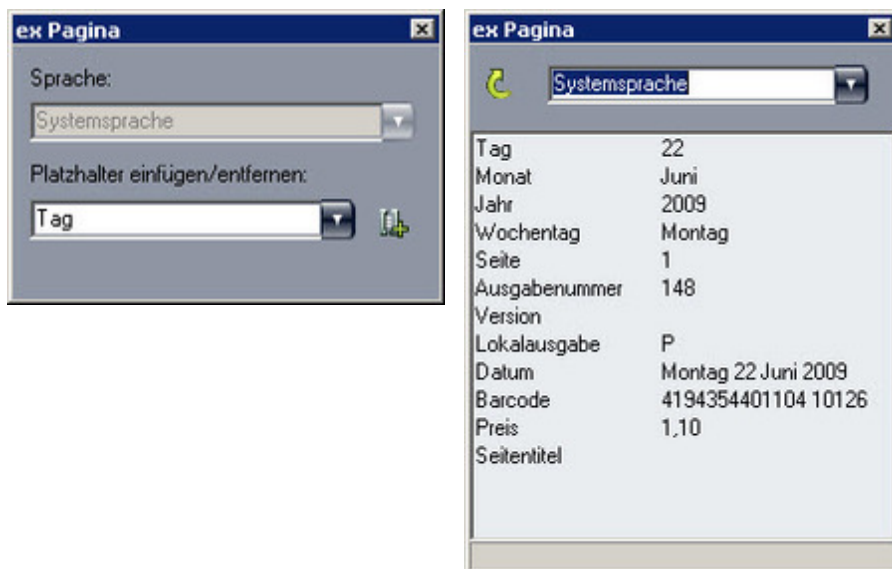 ex Pagina
Sprache:
Systemsprache
Platzhalter einfügen/entfernen:
Tag
ex Pagina
Systemsprache
Tag 22
Monat Juni
Jahr 2009
Wochentag Montag
Seite 1
Ausgabenummer 148
Version
Lokalausgabe P
Datum Montag 22 Juni 2009
Barcode 4194354401104 10126
Preis 1,10
Seitentitel